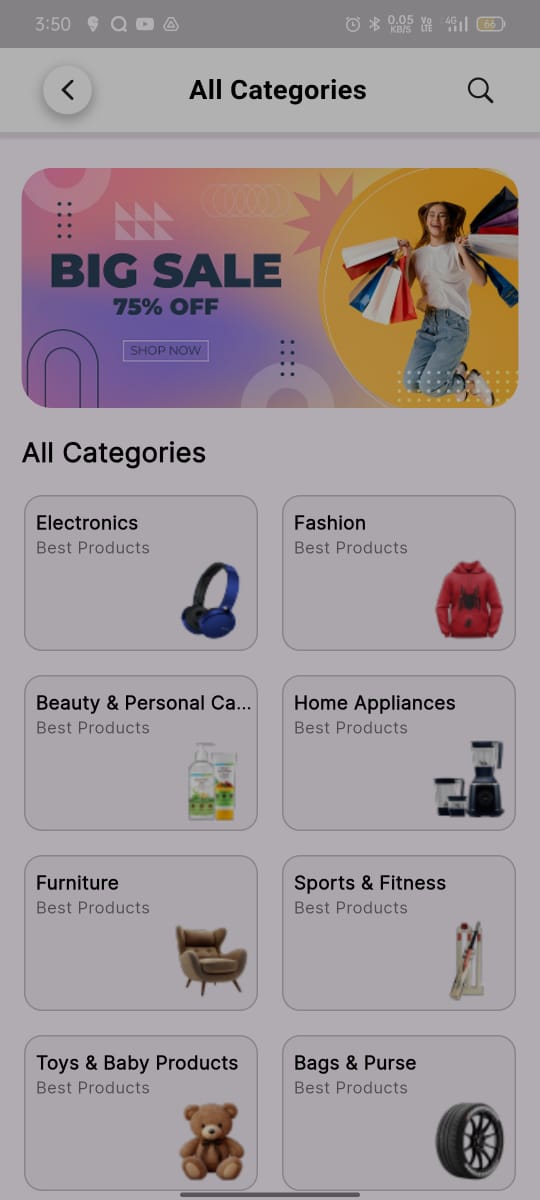 3:50
0.05
KB/S
Vo
LTE
4G
66
All Categories
BIG SALE
75% OFF
SHOP NOW
All Categories
Electronics
Best Products
Fashion
Best Products
Beauty & Personal Ca...
Best Products
Home Appliances
Best Products
Furniture
Best Products
Sports & Fitness
Best Products
Toys & Baby Products
Best Products
Bags & Purse
Best Products